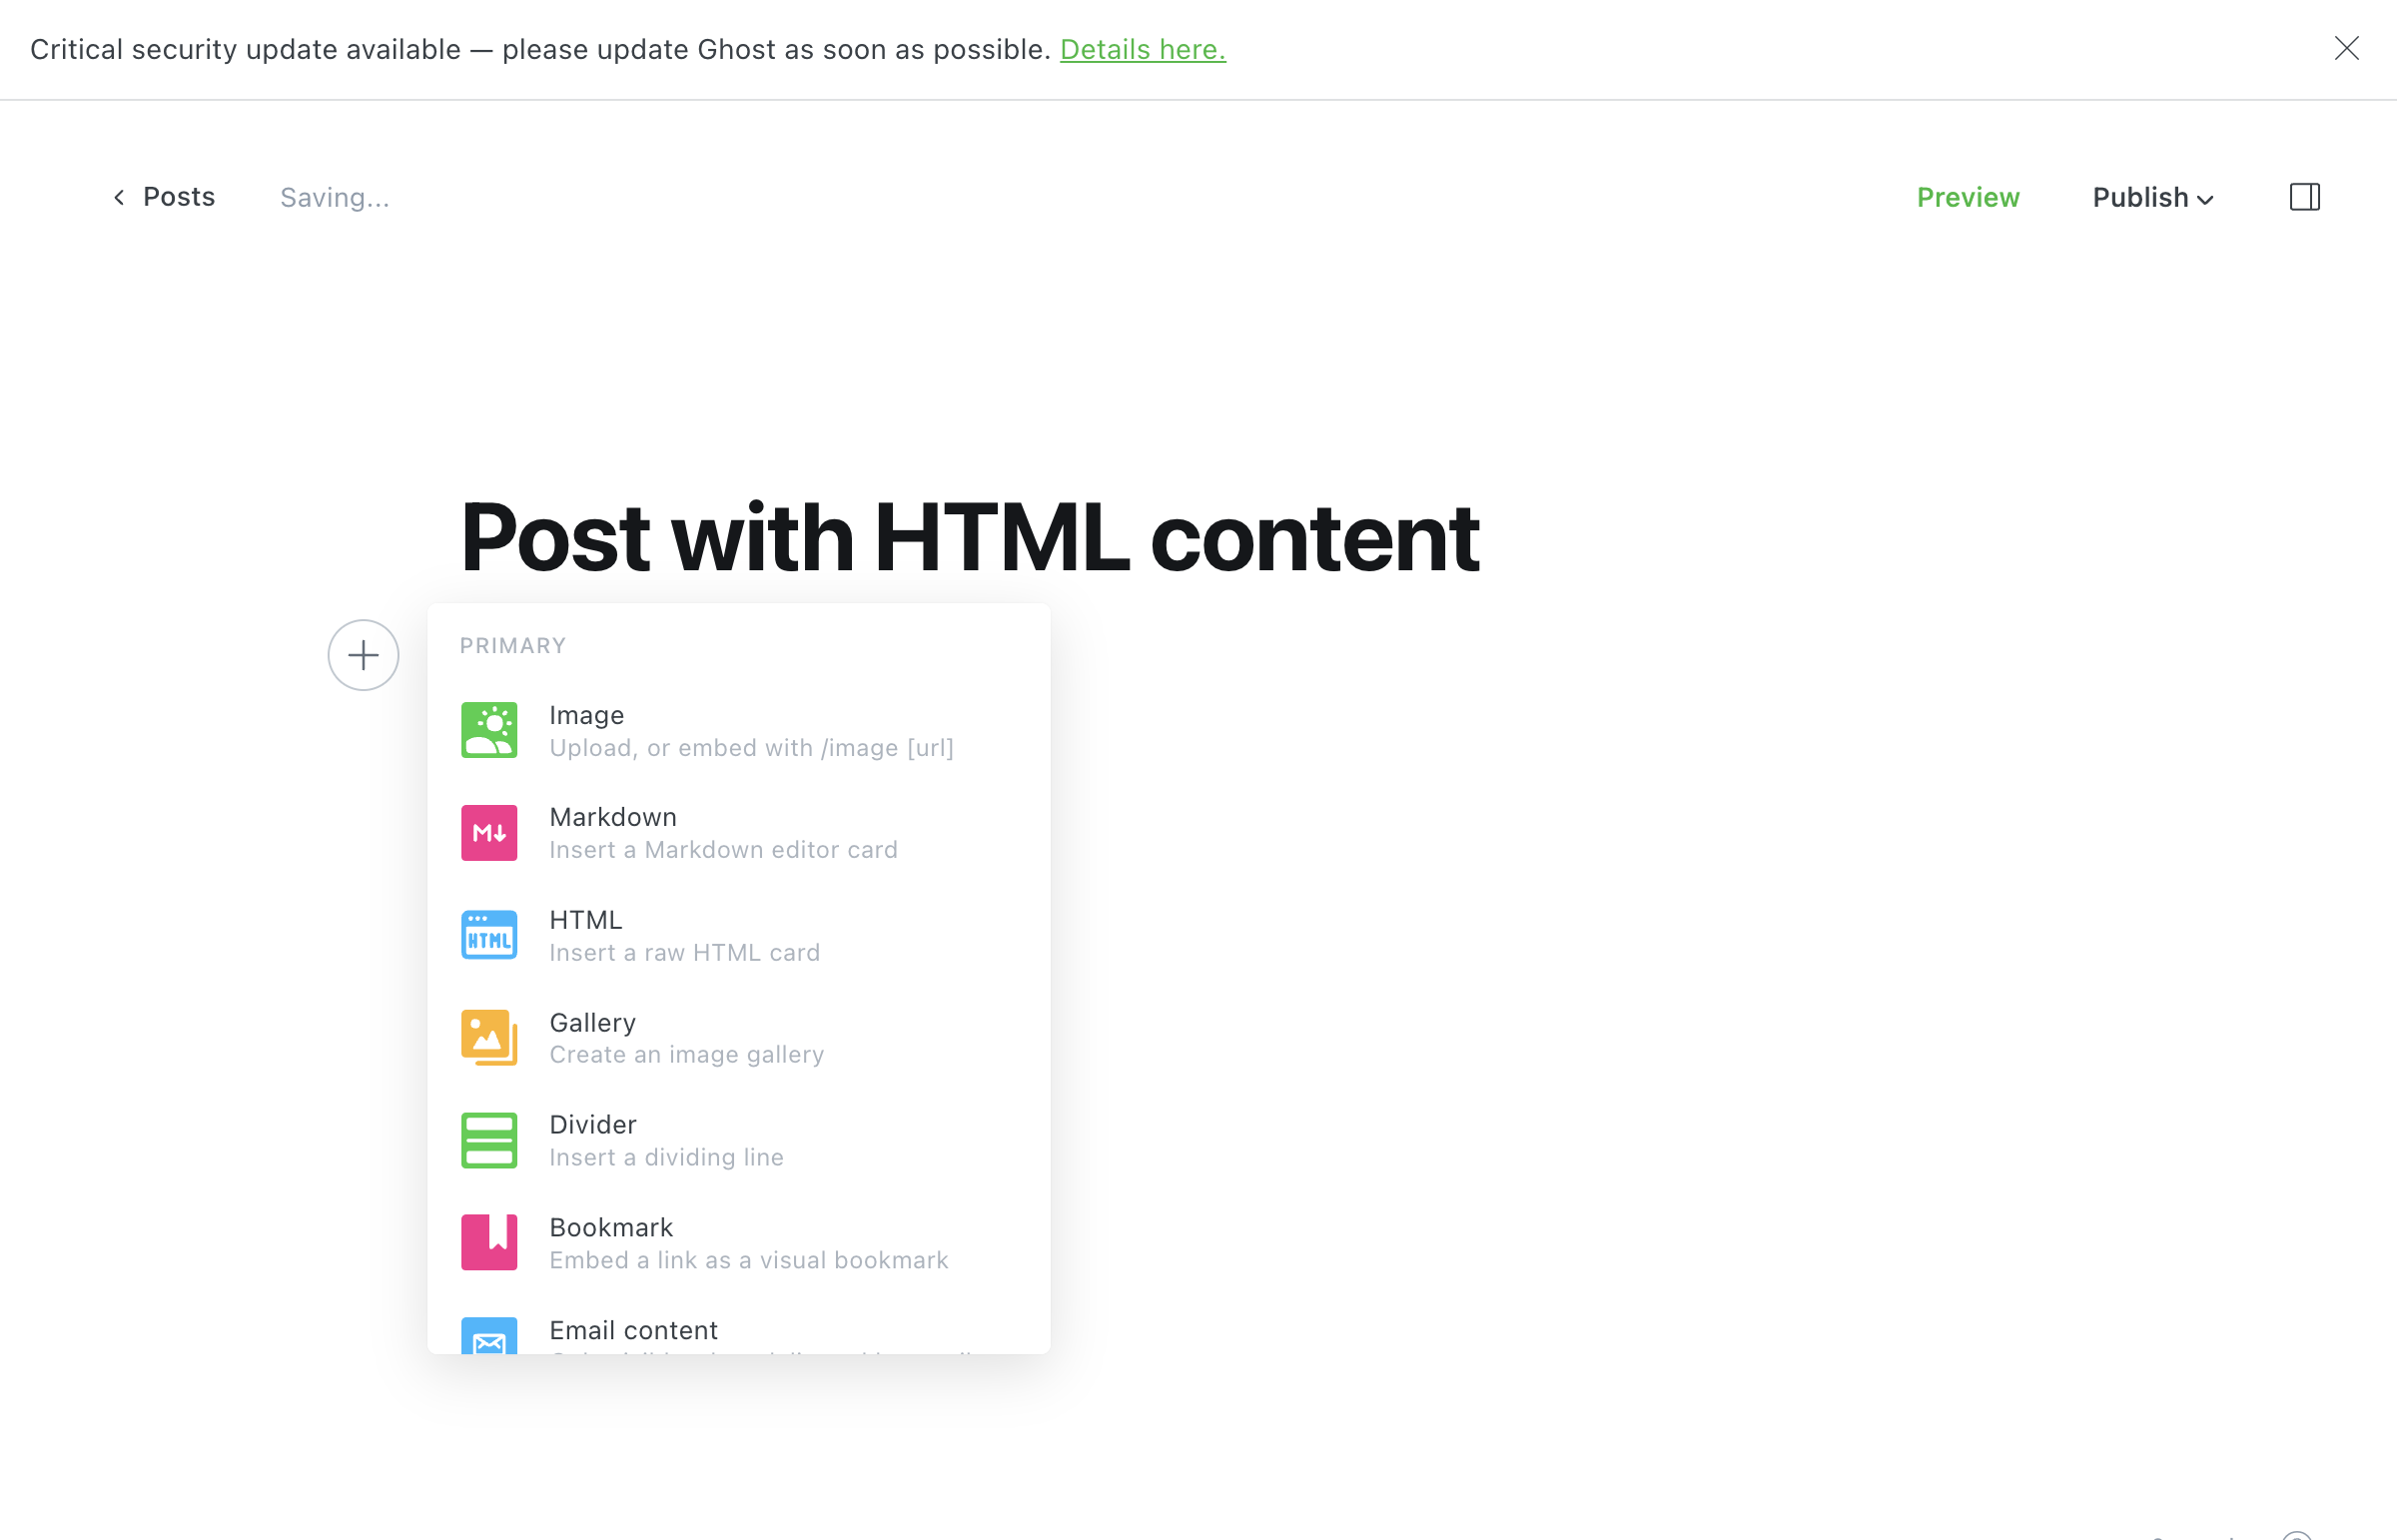 Critical security update available — please update Ghost as soon as possible. Details here.
Posts
Saving...
Preview
Publish
Post with HTML content
PRIMARY
Image
Upload, or embed with /image [url]
Markdown
Insert a Markdown editor card
HTML
HTML
Insert a raw HTML card
Gallery
Create an image gallery
Divider
Insert a dividing line
Bookmark
Embed a link as a visual bookmark
Email content